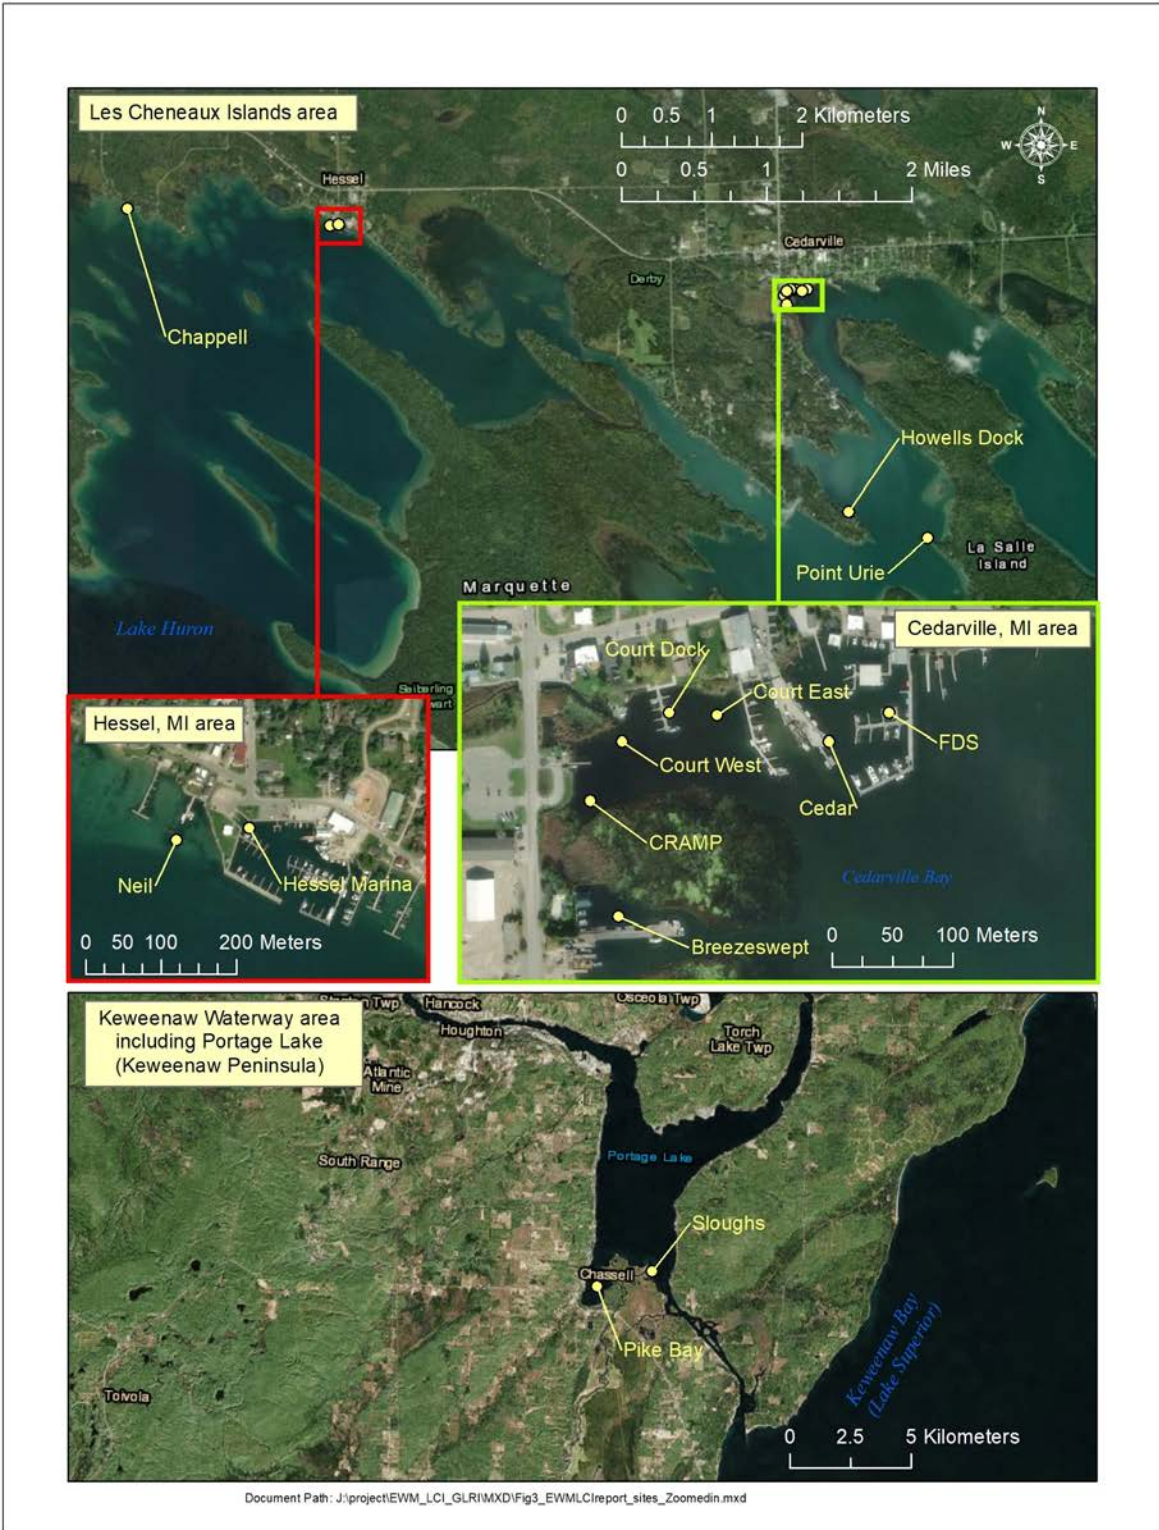 Les Cheneaux Islands area
0 0.5 1 2 Kilometers
0 0.5 1 2 Miles
N
W E
S
Hessel
Cedarville
Derby
Chappell
Howells Dock
Point Urie
La Salle
Island
Marquette
Lake Huron
Seiberling
Hessel, MI area
Neil
Hessel Marina
0 50 100 200 Meters
Cedarville, MI area
Court Dock
Court East
FDS
Court West
Cedar
CRAMP
Cedarville Bay
Breezeswept
0 50 100 Meters
Keweenaw Waterway area
including Portage Lake
(Keweenaw Peninsula)
Twp
Hancock
Osceola Twp
Houghton
Torch
Lake Twp
Atlantic
Mine
South Range
Portage Lake
Sloughs
Chassell
Pike Bay
Toivola
Keweenaw Bay
(Lake Superior)
0 2.5 5 Kilometers
Document Path: J:\project\EWM_LCI_GLRI\MXD\Fig3_EWMLCIreport_sites_Zoomedin.mxd